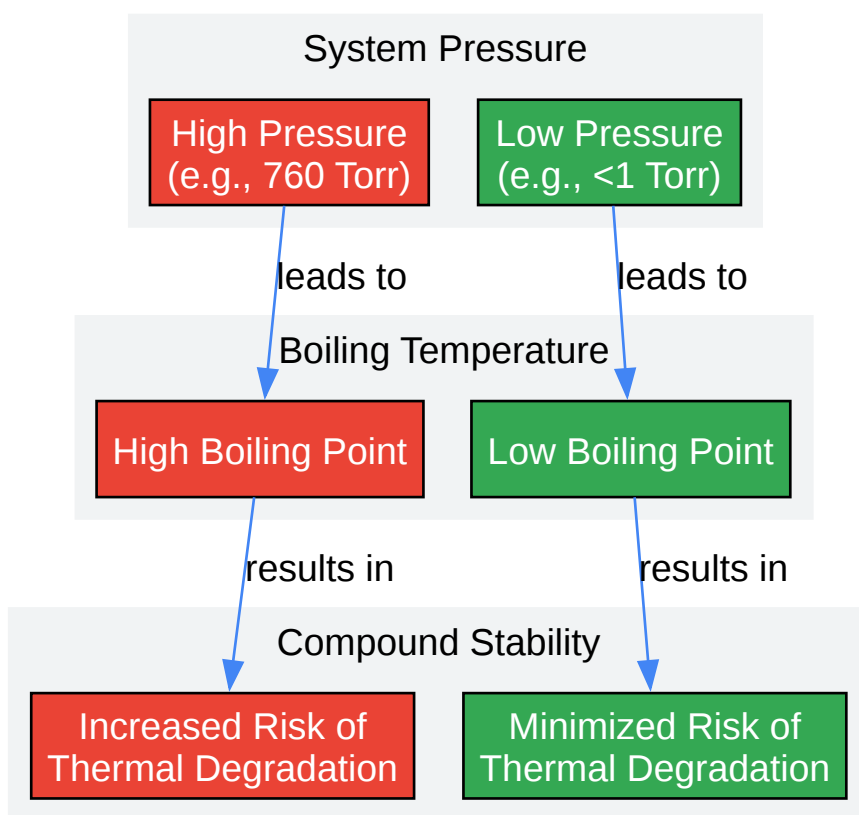 System Pressure
High Pressure
(e.g., 760 Torr)
Low Pressure
(e.g., <1 Torr)
leads to
leads to
Boiling Temperature
High Boiling Point
Low Boiling Point
results in
results in
Compound Stability
Increased Risk of
Thermal Degradation
Minimized Risk of
Thermal Degradation